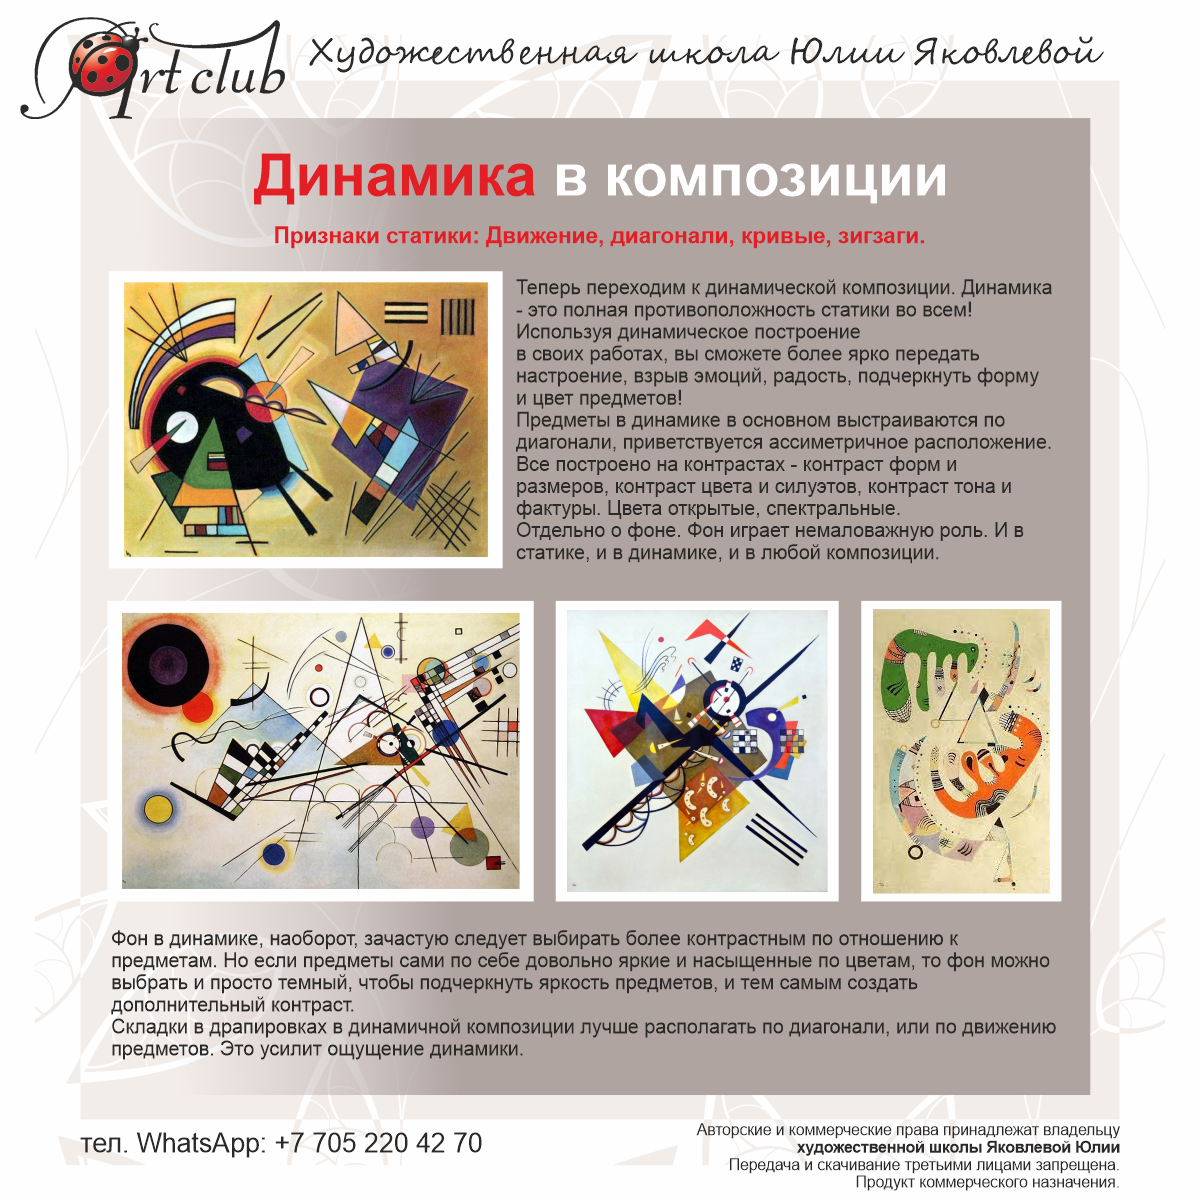 Art club
Художественная школа Юлии Яковлевой
Динамика в композиции
Признаки статики: Движение, диагонали, кривые, зигзаги.
Теперь переходим к динамической композиции. Динамика
- это полная противоположность статики во всем!
Используя динамическое построение
в своих работах, вы сможете более ярко передать
настроение, взрыв эмоций, радость, подчеркнуть форму
и цвет предметов!
Предметы в динамике в основном выстраиваются по
диагонали, приветствуется ассиметричное расположение.
Все построено на контрастах - контраст форм и
размеров, контраст цвета и силуэтов, контраст тона и
фактуры. Цвета открытые, спектральные.
Отдельно о фоне. Фон играет немаловажную роль. И в
статике, и в динамике, и в любой композиции.
Фон в динамике, наоборот, зачастую следует выбирать более контрастным по отношению к
предметам. Но если предметы сами по себе довольно яркие и насыщенные по цветам, то фон можно
выбрать и просто темный, чтобы подчеркнуть яркость предметов, и тем самым создать
дополнительный контраст.
Складки в драпировках в динамичной композиции лучше располагать по диагонали, или по движению
предметов. Это усилит ощущение динамики.
тел. WhatsApp: +7 705 220 42 70
Авторские и коммерческие права принадлежат владельцу
художественной школы Яковлевой Юлии
Передача и скачивание третьими лицами запрещена.
Продукт коммерческого назначения.